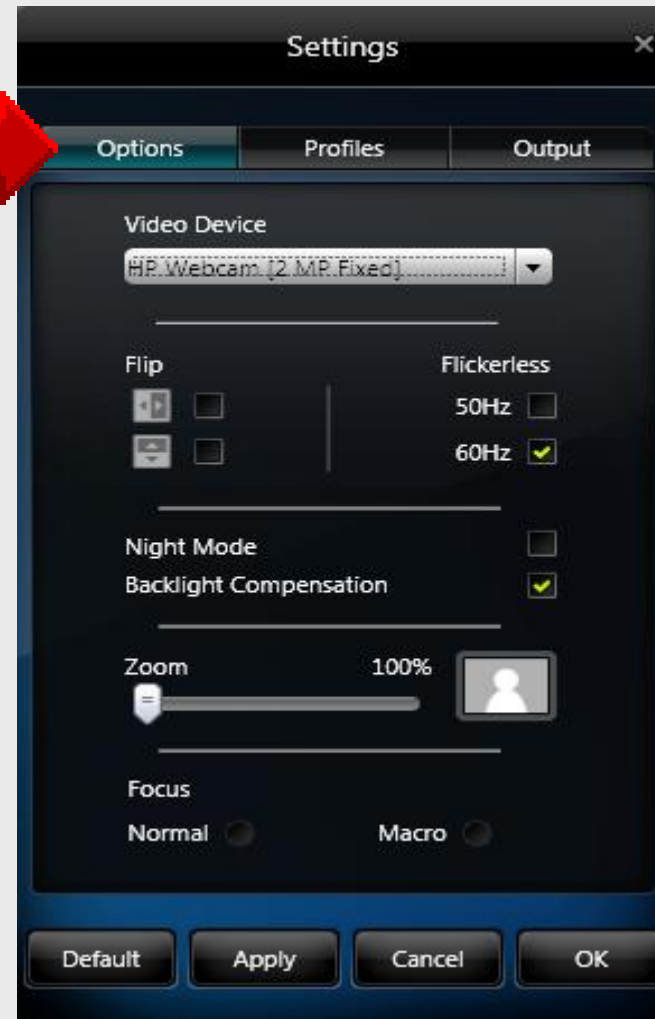 Settings
Options Profiles Output
Video Device
HP Webcam [2 MP Fixed]
Flip Flickerless
50Hz
60Hz
Night Mode
Backlight Compensation
Zoom 100%
Focus
Normal Macro
Default Apply Cancel OK